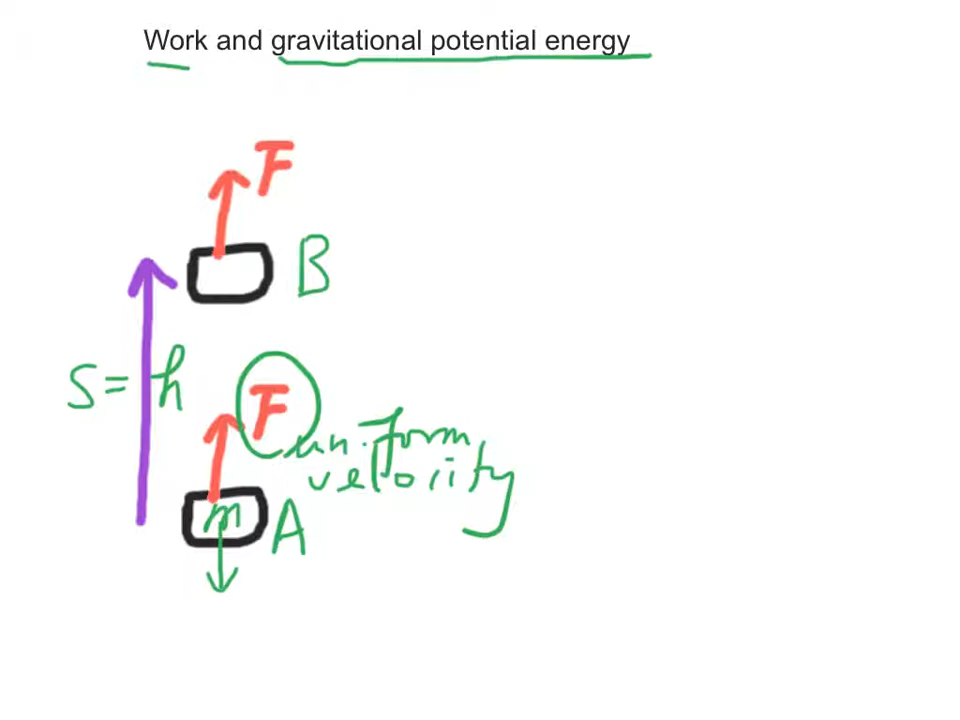 Work and gravitational potential energy
F
B
S = h
F
uniform
velocity
m
A